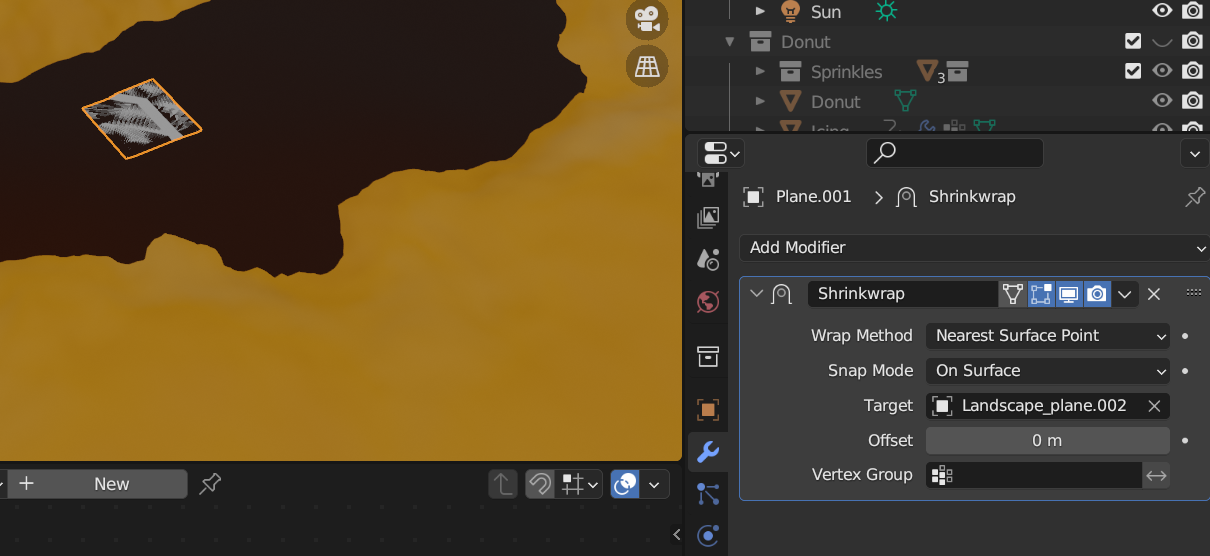 Sun
Donut
Sprinkles 3
Donut
Icing
Plane.001 > Shrinkwrap
Add Modifier
Shrinkwrap
Wrap Method Nearest Surface Point
Snap Mode On Surface
Target Landscape_plane.002
Offset 0 m
Vertex Group
New